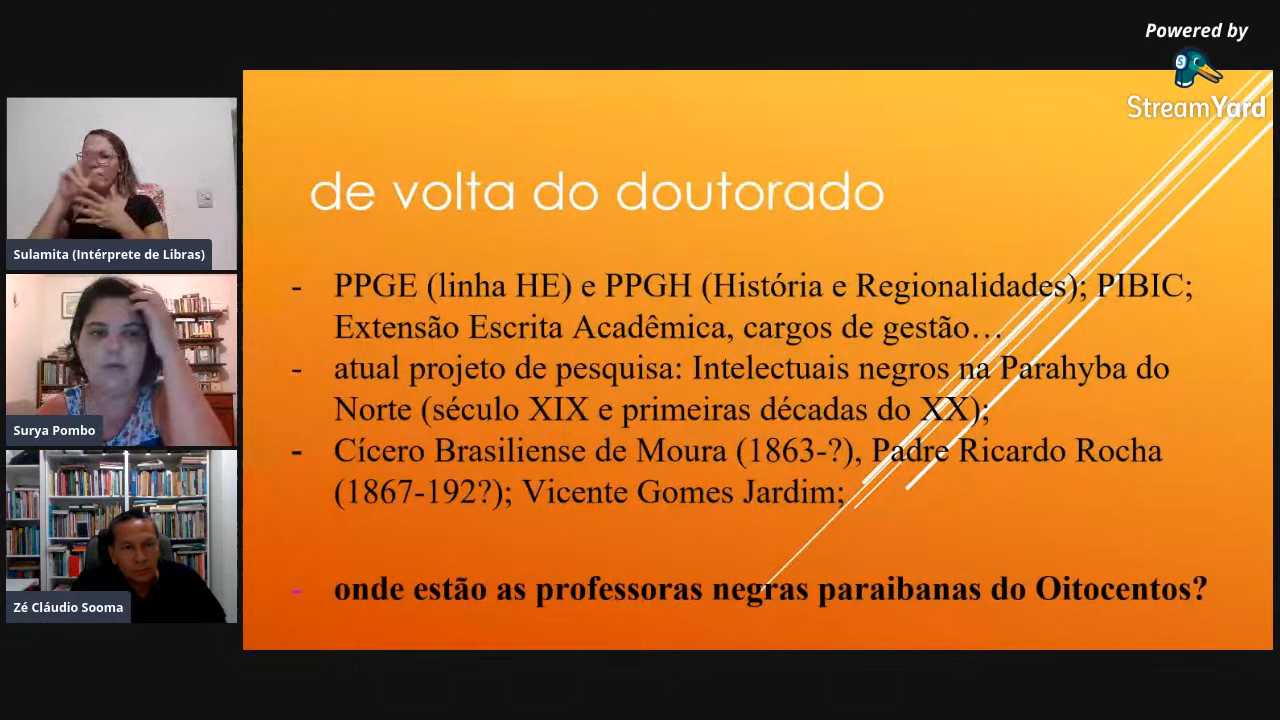 Powered by
StreamYard
de volta do doutorado
- PPGE (linha HE) e PPGH (História e Regionalidades); PIBIC;
Extensão Escrita Acadêmica, cargos de gestão…
- atual projeto de pesquisa: Intelectuais negros na Parahyba do
Norte (século XIX e primeiras décadas do XX);
- Cícero Brasiliense de Moura (1863-?), Padre Ricardo Rocha
(1867-192?); Vicente Gomes Jardim;
- onde estão as professoras negras paraibanas do Oitocentos?
Sulamita (Intérprete de Libras)
Surya Pombo
Zé Cláudio Sooma